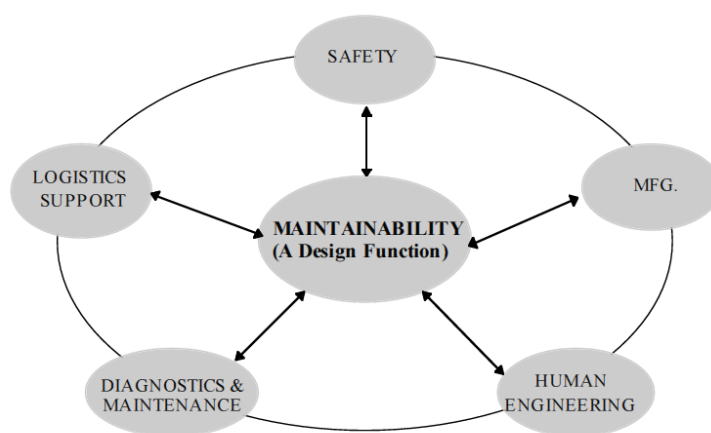 SAFETY
LOGISTICS
SUPPORT
MFG.
MAINTAINABILITY
(A Design Function)
DIAGNOSTICS &
MAINTENANCE
HUMAN
ENGINEERING